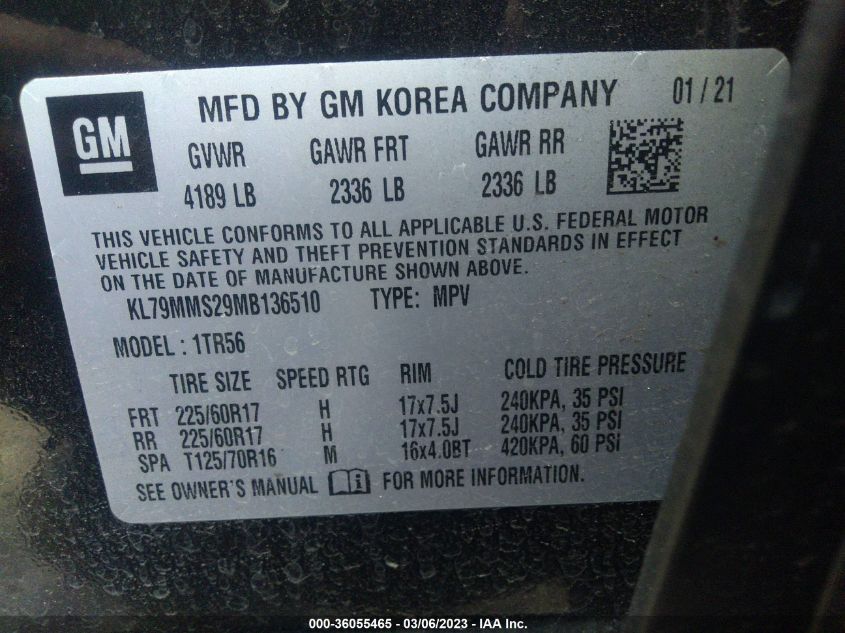 GM
MFD BY GM KOREA COMPANY 01 / 21
GVWR GAWR FRT GAWR RR
4189 LB 2336 LB 2336 LB
THIS VEHICLE CONFORMS TO ALL APPLICABLE U.S. FEDERAL MOTOR
VEHICLE SAFETY AND THEFT PREVENTION STANDARDS IN EFFECT
ON THE DATE OF MANUFACTURE SHOWN ABOVE.
KL79MMS29MB136510 TYPE: MPV
MODEL : 1TR56
TIRE SIZE SPEED RTG RIM COLD TIRE PRESSURE
FRT 225/60R17 H 17x7.5J 240KPA, 35 PSI
RR 225/60R17 H 17x7.5J 240KPA, 35 PSI
SPA T125/70R16 M 16x4.0BT 420KPA, 60 PSI
SEE OWNER'S MANUAL FOR MORE INFORMATION.
000-36055465 - 03/06/2023 - IAA Inc.